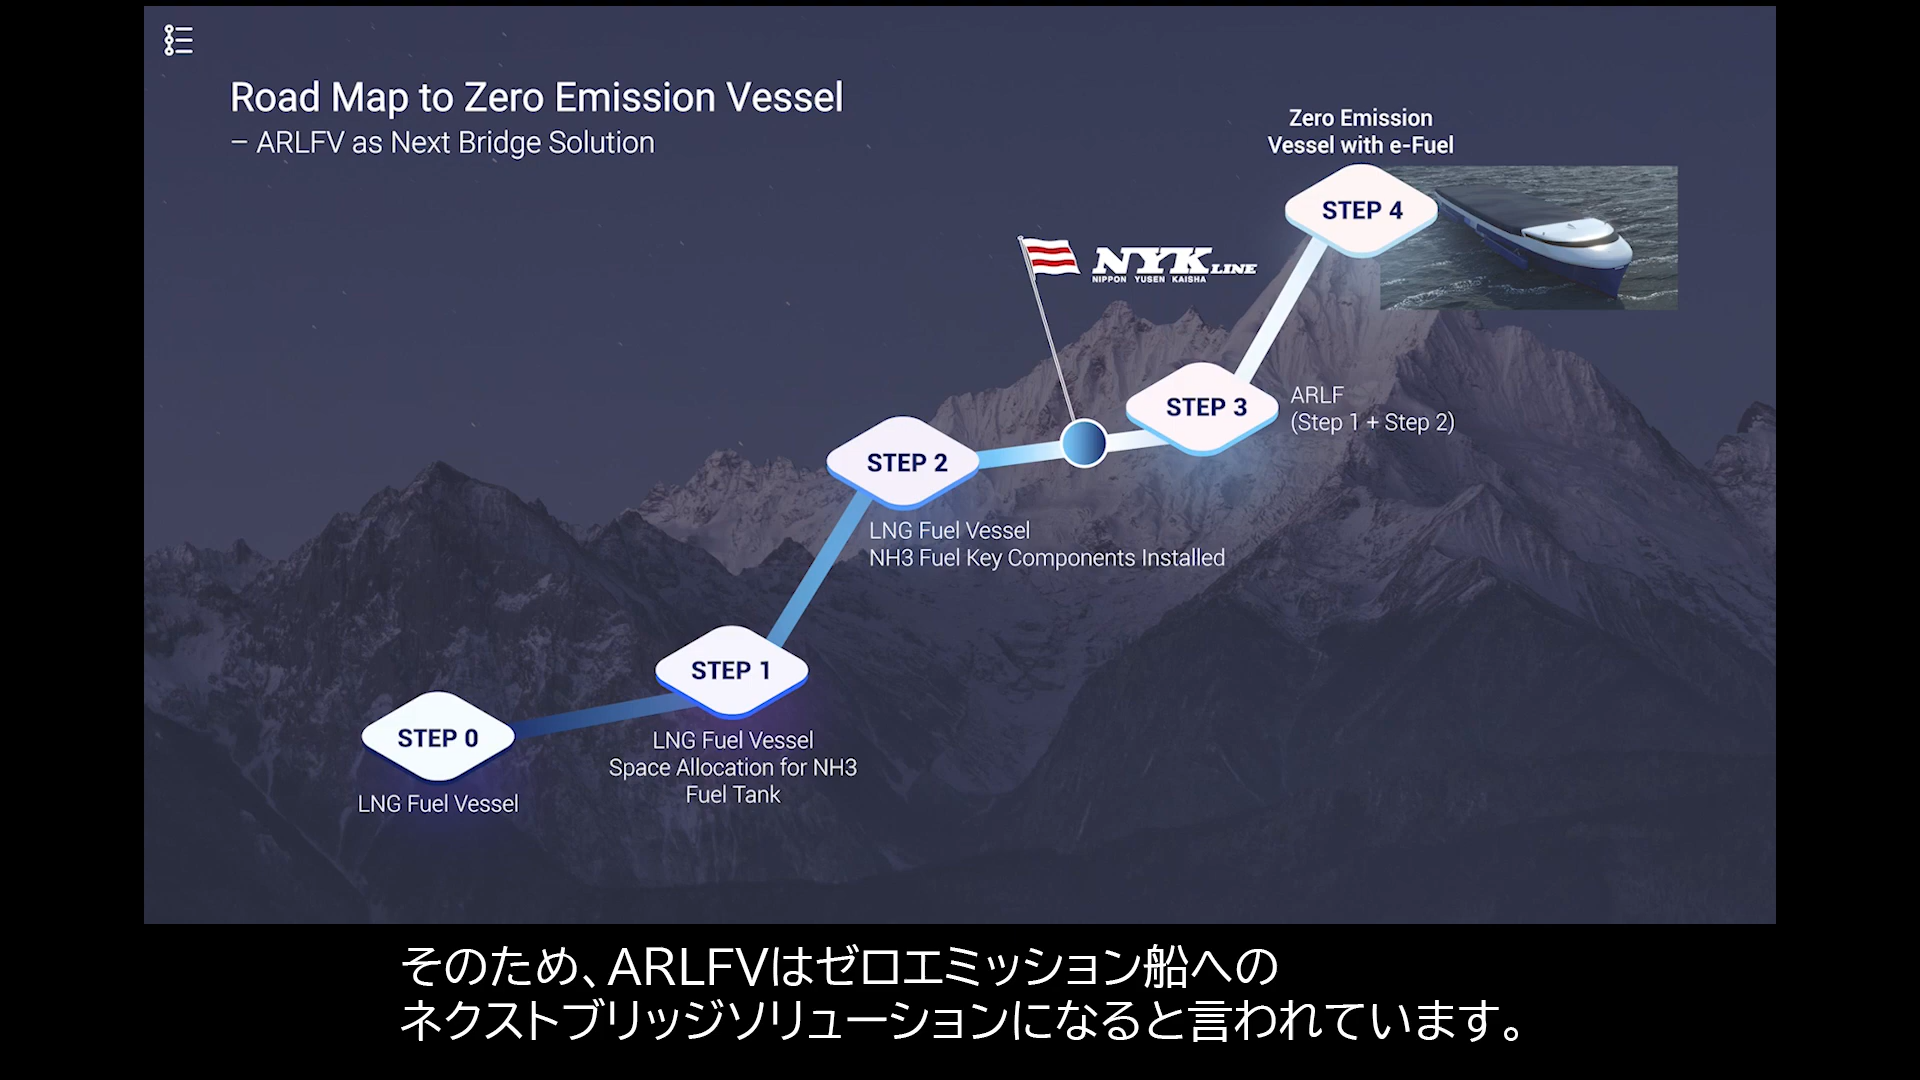 Road Map to Zero Emission Vessel
– ARLFV as Next Bridge Solution
Zero Emission
Vessel with e-Fuel
STEP 4
NYK LINE
NIPPON YUSEN KAISHA
STEP 3
ARLF
(Step 1 + Step 2)
STEP 2
LNG Fuel Vessel
NH3 Fuel Key Components Installed
STEP 1
LNG Fuel Vessel
Space Allocation for NH3
Fuel Tank
STEP 0
LNG Fuel Vessel
そのため、ARLFVはゼロエミッション船への
ネクストブリッジソリューションになると言われています。